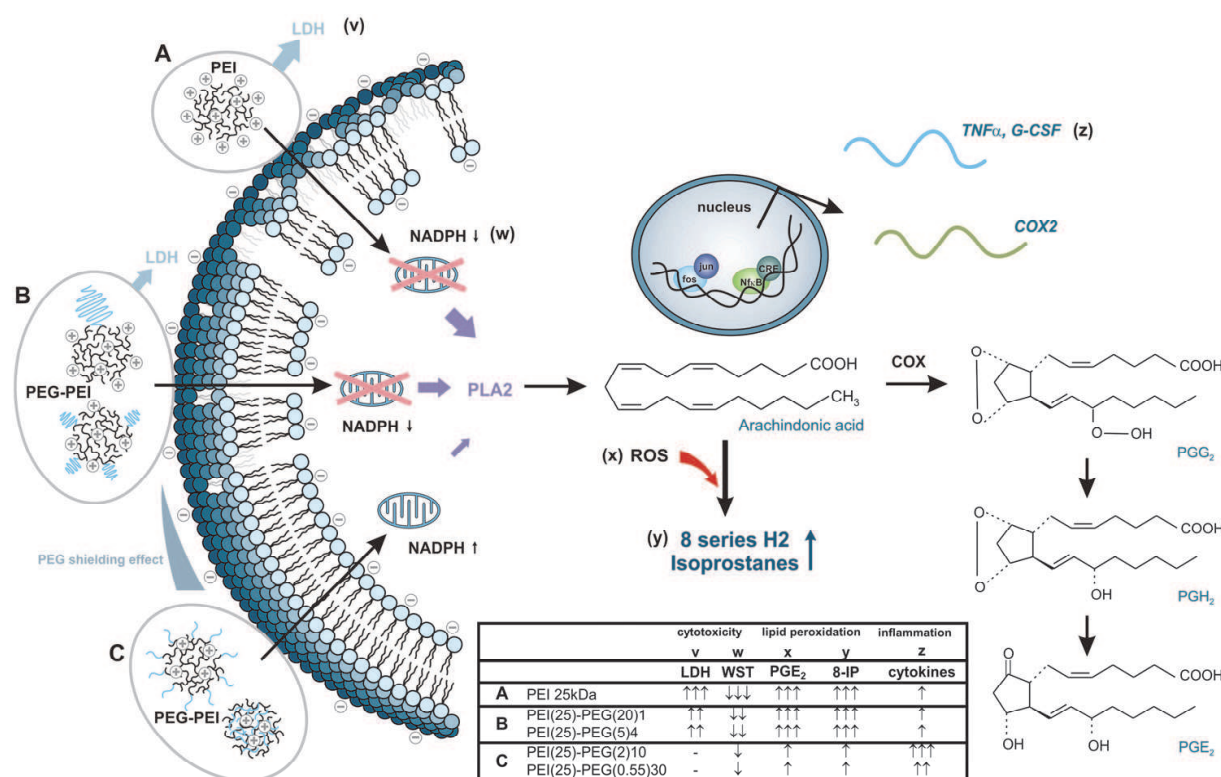 LDH (v)
A
PEI
NADPH ↓ (w)
LDH
B
PEG-PEI
NADPH ↓
PLA2
PEG shielding effect
NADPH ↑
C
PEG-PEI
nucleus
jun
fos
CRE
NfκB
TNFα, G-CSF (z)
COX2
COOH
CH3
Arachindonic acid
COX
(x) ROS
(y) 8 series H2
Isoprostanes
O
O
COOH
O
OH
PGG2
O
O
COOH
OH
PGH2
O
COOH
OH
OH
PGE2
cytotoxicity lipid peroxidation inflammation
v w x y z
LDH WST PGE2 8-IP cytokines
A PEI 25kDa ↑↑↑ ↓↓↓ ↑↑↑ ↑↑↑ ↑
B PEI(25)-PEG(20)1 ↑↑ ↓↓ ↑↑↑ ↑↑↑ ↑
PEI(25)-PEG(5)4 ↑↑ ↓↓ ↑↑↑ ↑↑↑ ↑
C PEI(25)-PEG(2)10 - ↓ ↑ ↑ ↑↑↑
PEI(25)-PEG(0.55)30 - ↓ ↑ ↑ ↑↑